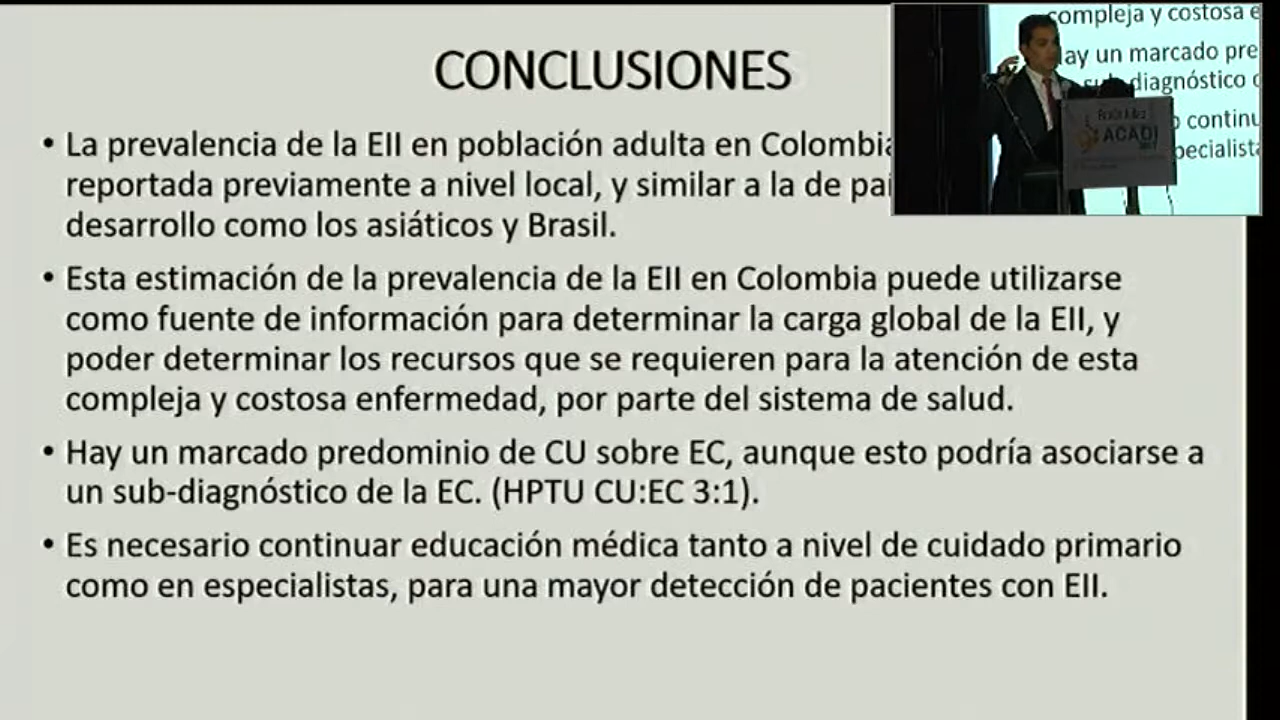 CONCLUSIONES
• La prevalencia de la EII en población adulta en Colombia
reportada previamente a nivel local, y similar a la de
desarrollo como los asiáticos y Brasil.
• Esta estimación de la prevalencia de la EII en Colombia puede utilizarse
como fuente de información para determinar la carga global de la EII, y
poder determinar los recursos que se requieren para la atención de esta
compleja y costosa enfermedad, por parte del sistema de salud.
• Hay un marcado predominio de CU sobre EC, aunque esto podría asociarse a
un sub-diagnóstico de la EC. (HPTU CU:EC 3:1).
• Es necesario continuar educación médica tanto a nivel de cuidado primario
como en especialistas, para una mayor detección de pacientes con EII.
compleja y costosa
un marcado
diagnóstico
ACADI